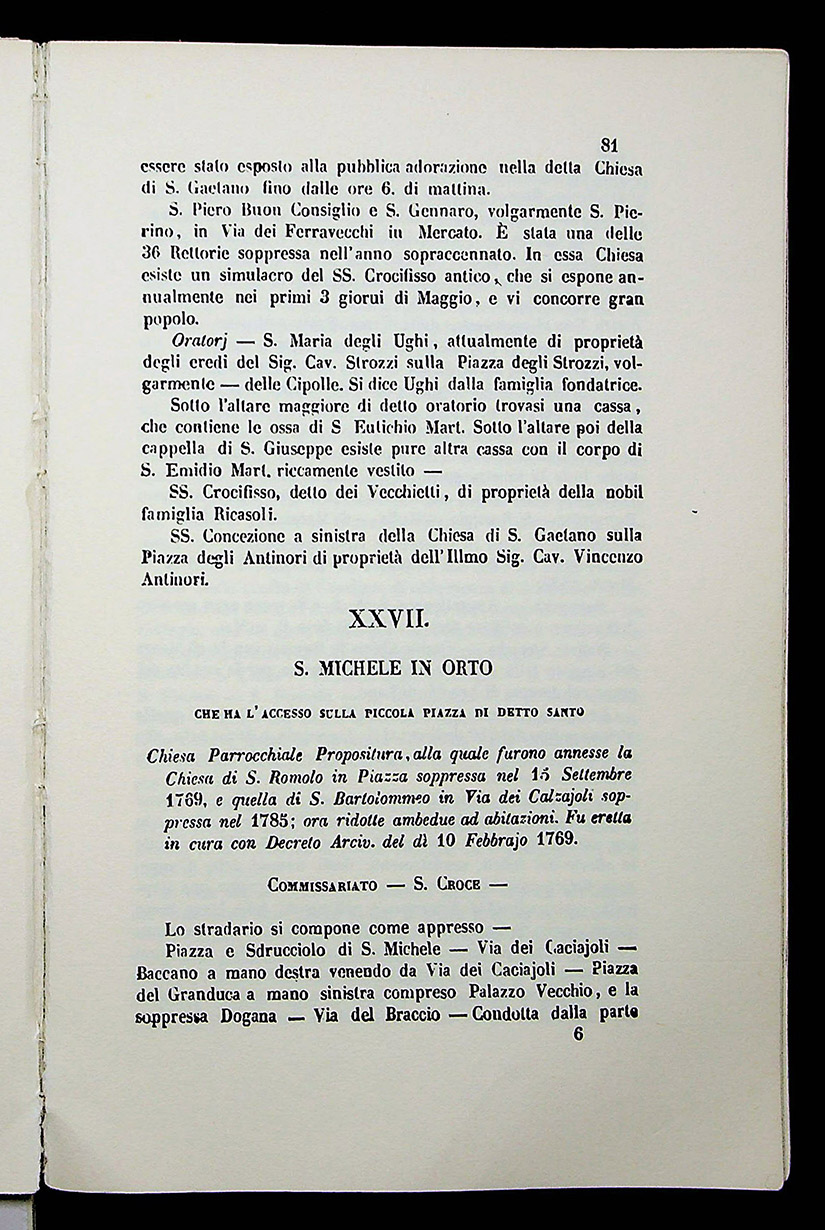 81
essere stato esposto alla pubblica adorazione nella detta Chiesa
di S. Gaetano fino dalle ore 6. di mattina.
S. Piero Buon Consiglio e S. Gennaro, volgarmente S. Pie-
rino, in Via dei Ferravecchi in Mercato. È stata una delle
36 Rettorie soppressa nell'anno sopraccennato. In essa Chiesa
esiste un simulacro del SS. Crocifisso antico, che si espone an-
nualmente nei primi 3 giorni di Maggio, e vi concorre gran
popolo.
Oratorj — S. Maria degli Ughi, attualmente di proprietà
degli eredi del Sig. Cav. Strozzi sulla Piazza degli Strozzi, vol-
garmente — delle Cipolle. Si dice Ughi dalla famiglia fondatrice.
Sotto l'altare maggiore di detto oratorio trovasi una cassa,
che contiene le ossa di S Eutichio Mart. Sotto l'altare poi della
cappella di S. Giuseppe esiste pure altra cassa con il corpo di
S. Emidio Mart. riccamente vestito —
SS. Crocifisso, detto dei Vecchietti, di proprietà della nobil
famiglia Ricasoli.
SS. Concezione a sinistra della Chiesa di S. Gaetano sulla
Piazza degli Antinori di proprietà dell'Illmo Sig. Cav. Vincenzo
Antinori.
XXVII.
S. MICHELE IN ORTO
CHE HA L'ACCESSO SULLA PICCOLA PIAZZA DI DETTO SANTO
Chiesa Parrocchiale Propositura, alla quale furono annesse la
Chiesa di S. Romolo in Piazza soppressa nel 15 Settembre
1769, e quella di S. Bartolommeo in Via dei Calzajoli sop-
pressa nel 1785; ora ridotte ambedue ad abitazioni. Fu eretta
in cura con Decreto Arciv. del dì 10 Febbrajo 1769.
COMMISSARIATO — S. CROCE —
Lo stradario si compone come appresso —
Piazza e Sdrucciolo di S. Michele — Via dei Caciajoli —
Baccano a mano destra venendo da Via dei Caciajoli — Piazza
del Granduca a mano sinistra compreso Palazzo Vecchio, e la
soppressa Dogana — Via del Braccio — Condotta dalla parte
6